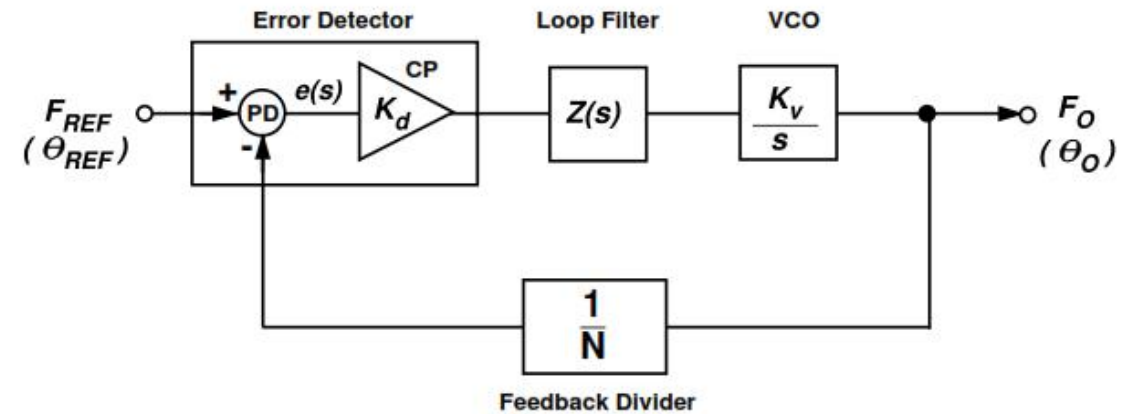 Error Detector
Loop Filter
VCO
CP
+
e(s)
PD
K_d
-
F_REF
( θ_REF )
Z(s)
K_v
s
F_O
( θ_O )
1
N
Feedback Divider